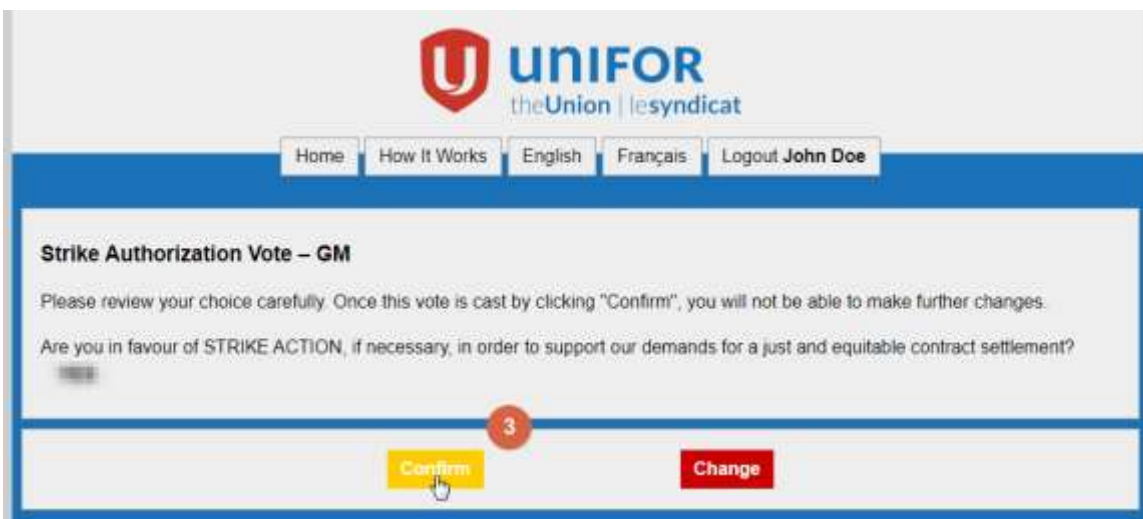 UNIFOR
theUnion | lesyndicat
Home How It Works English Français Logout John Doe
Strike Authorization Vote – GM
Please review your choice carefully. Once this vote is cast by clicking "Confirm", you will not be able to make further changes.
Are you in favour of STRIKE ACTION, if necessary, in order to support our demands for a just and equitable contract settlement?
3
Confirm Change